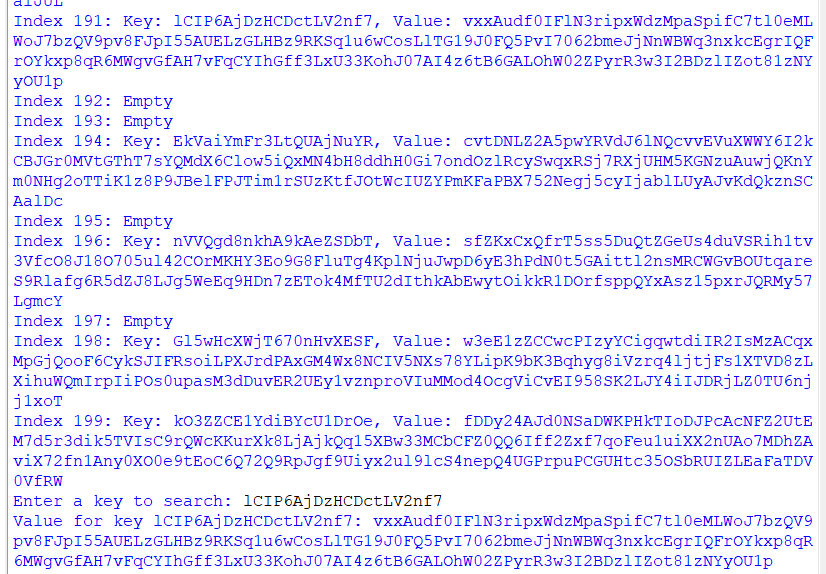 Index 191: Key: lCIP6AjDzHCDctLV2nf7, Value: vxxAudf0IFlN3ripxWdzMpaSpifC7tl0eML
WoJ7bzQV9pv8FJpI55AUELzGLHBz9RKSq1u6wCosLlTG19J0FQ5PvI7062bmeJjNnWBWq3nxkcEgrIQF
rOYkxp8qR6MWgvGfAH7vFqCYIhGff3LxU33KohJ07AI4z6tB6GALOhW02ZPyrR3w3I2BDzlIZot81zNY
yOU1p
Index 192: Empty
Index 193: Empty
Index 194: Key: EkVaiYmFr3LtQUAjNuYR, Value: cvtDNLZ2A5pwYRVdJ6lNQcvvEVuXWWY6I2k
CBJGr0MVtGThT7sYQMdX6Clow5iQxMN4bH8ddhH0Gi7ondOzlRcySwqxRSj7RXjUHM5KGNzuAuwjQKnY
m0NHg2oTTiK1z8P9JBelFPJTim1rSUzKtfJOtWcIUZYPmKFaPBX752Negj5cyIjablLUyAJvKdQkznSC
AalDc
Index 195: Empty
Index 196: Key: nVVQgd8nkhA9kAeZSDbT, Value: sfZKxCxQfrT5ss5DuQtZGeUs4duVSRih1tv
3VfcO8J18O705ul42COrMKHY3Eo9G8FluTg4KplNjuJwpD6yE3hPdN0t5GAittl2nsMRCWGvBOUtqare
S9Rlafg6R5dZJ8LJg5WeEq9HDn7zETok4MfTU2dIthkAbEwytOikkR1DOrfsppQYxAsz15pxrJQRMy57
LgmcY
Index 197: Empty
Index 198: Key: Gl5wHcXWjT670nHvXESF, Value: w3eE1zZCCwcPIzyYCigqwtdiIR2IsMzACqx
MpGjQooF6CykSJIFRsoiLPXJrdPAxGM4Wx8NCIV5NXs78YLipK9bK3Bqhyg8iVzrq4ljtjFs1XTVD8zL
XihuWQmIrpIiPOs0upasM3dDuvER2UEy1vznproVIuMMod4OcgViCvEI958SK2LJY4iIJDRjLZ0TU6nj
j1xoT
Index 199: Key: kO3ZZCE1YdiBYcU1DrOe, Value: fDDy24AJd0NSaDWKPHkTIoDJPcAcNFZ2UtE
M7d5r3dik5TVIsC9rQWcKKurXk8LjAjkQq15XBw33MCbCFZ0QQ6Iff2Zxf7qoFeu1uiXX2nUAo7MDhZA
viX72fn1Any0XO0e9tEoC6Q72Q9RpJgf9Uiyx2ul9lcS4nepQ4UGPrpuPCGUHtc35OSbRUIZLEaFaTDV
0VfRW
Enter a key to search: lCIP6AjDzHCDctLV2nf7
Value for key lCIP6AjDzHCDctLV2nf7: vxxAudf0IFlN3ripxWdzMpaSpifC7tl0eMLWoJ7bzQV9
pv8FJpI55AUELzGLHBz9RKSq1u6wCosLlTG19J0FQ5PvI7062bmeJjNnWBWq3nxkcEgrIQFrOYkxp8qR
6MWgvGfAH7vFqCYIhGff3LxU33KohJ07AI4z6tB6GALOhW02ZPyrR3w3I2BDzlIZot81zNYyOU1p